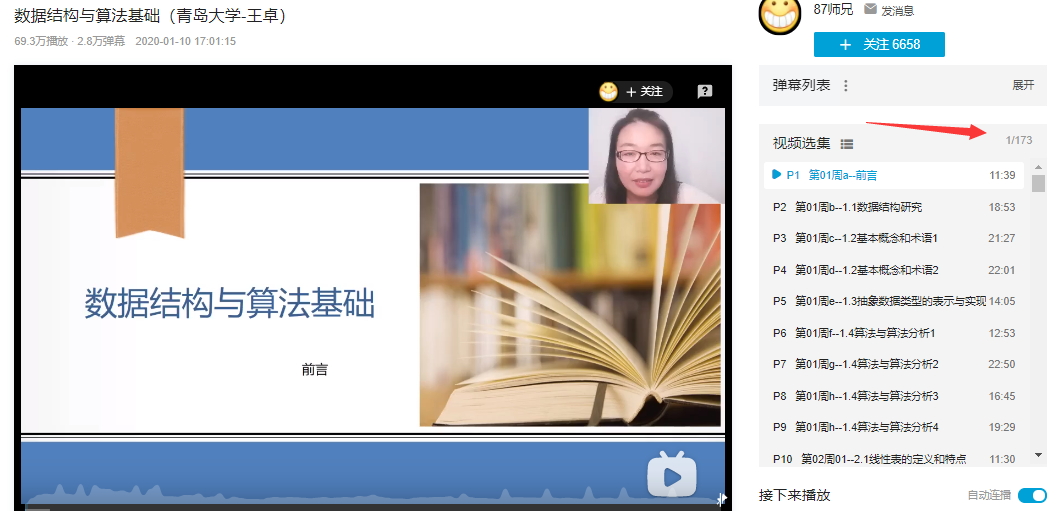 数据结构与算法基础（青岛大学-王卓）
69.3万播放 · 2.8万弹幕 2020-01-10 17:01:15
87师兄 发消息
+ 关注 6658
+ 关注
弹幕列表 展开
视频选集 1/173
P1 第01周a--前言 11:39
P2 第01周b--1.1数据结构研究 18:53
P3 第01周c--1.2基本概念和术语1 21:27
P4 第01周d--1.2基本概念和术语2 22:01
P5 第01周e--1.3抽象数据类型的表示与实现 14:05
P6 第01周f--1.4算法与算法分析1 12:53
P7 第01周g--1.4算法与算法分析2 22:50
P8 第01周h--1.4算法与算法分析3 16:45
P9 第01周h--1.4算法与算法分析4 19:29
P10 第02周01--2.1线性表的定义和特点 11:30
数据结构与算法基础
前言
接下来播放 自动连播